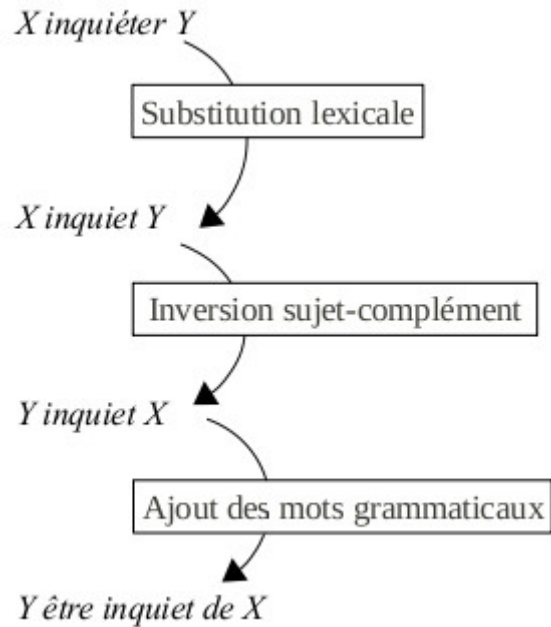 X inquiéter Y
Substitution lexicale
X inquiet Y
Inversion sujet-complément
Y inquiet X
Ajout des mots grammaticaux
Y être inquiet de X